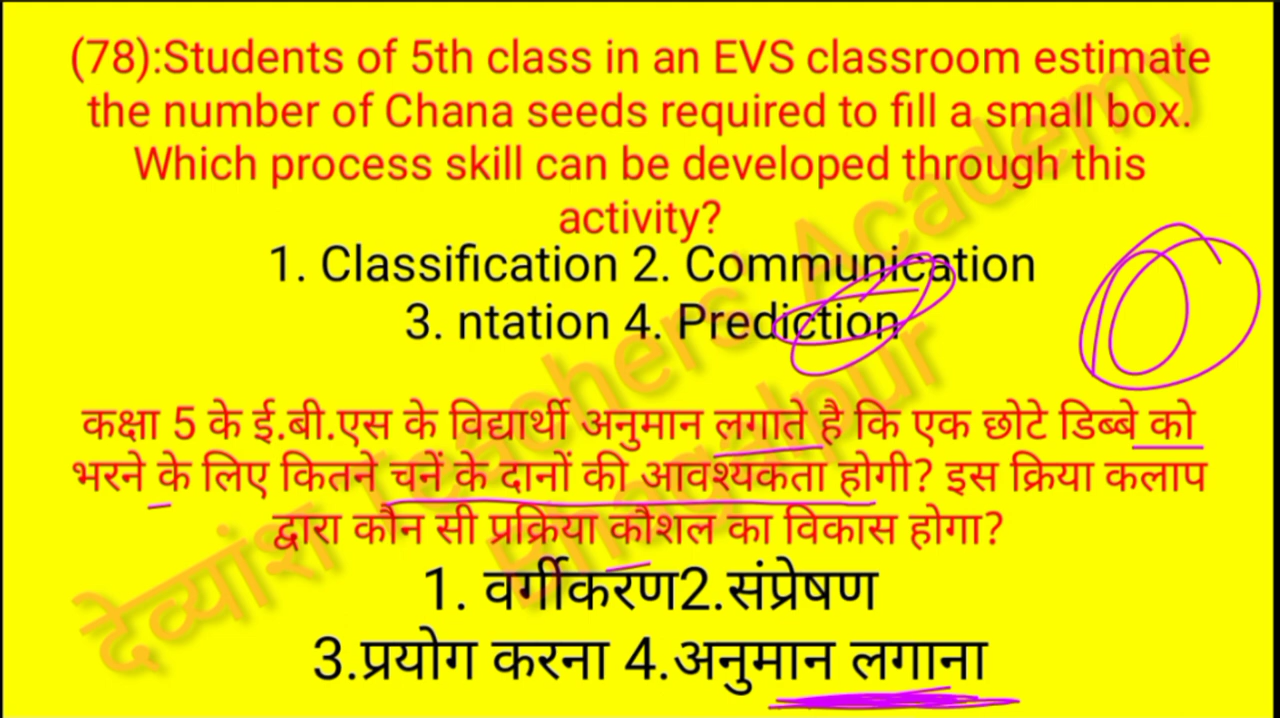 (78):Students of 5th class in an EVS classroom estimate
the number of Chana seeds required to fill a small box.
Which process skill can be developed through this
activity?
1. Classification 2. Communication
3. ntation 4. Prediction
कक्षा 5 के ई.बी.एस के विद्यार्थी अनुमान लगाते है कि एक छोटे डिब्बे को
भरने के लिए कितने चनें के दानों की आवश्यकता होगी? इस क्रिया कलाप
द्वारा कौन सी प्रक्रिया कौशल का विकास होगा?
1. वर्गीकरण2.संप्रेषण
3.प्रयोग करना 4.अनुमान लगाना
देव्यांश Teachers' Academy
Bhagalpur